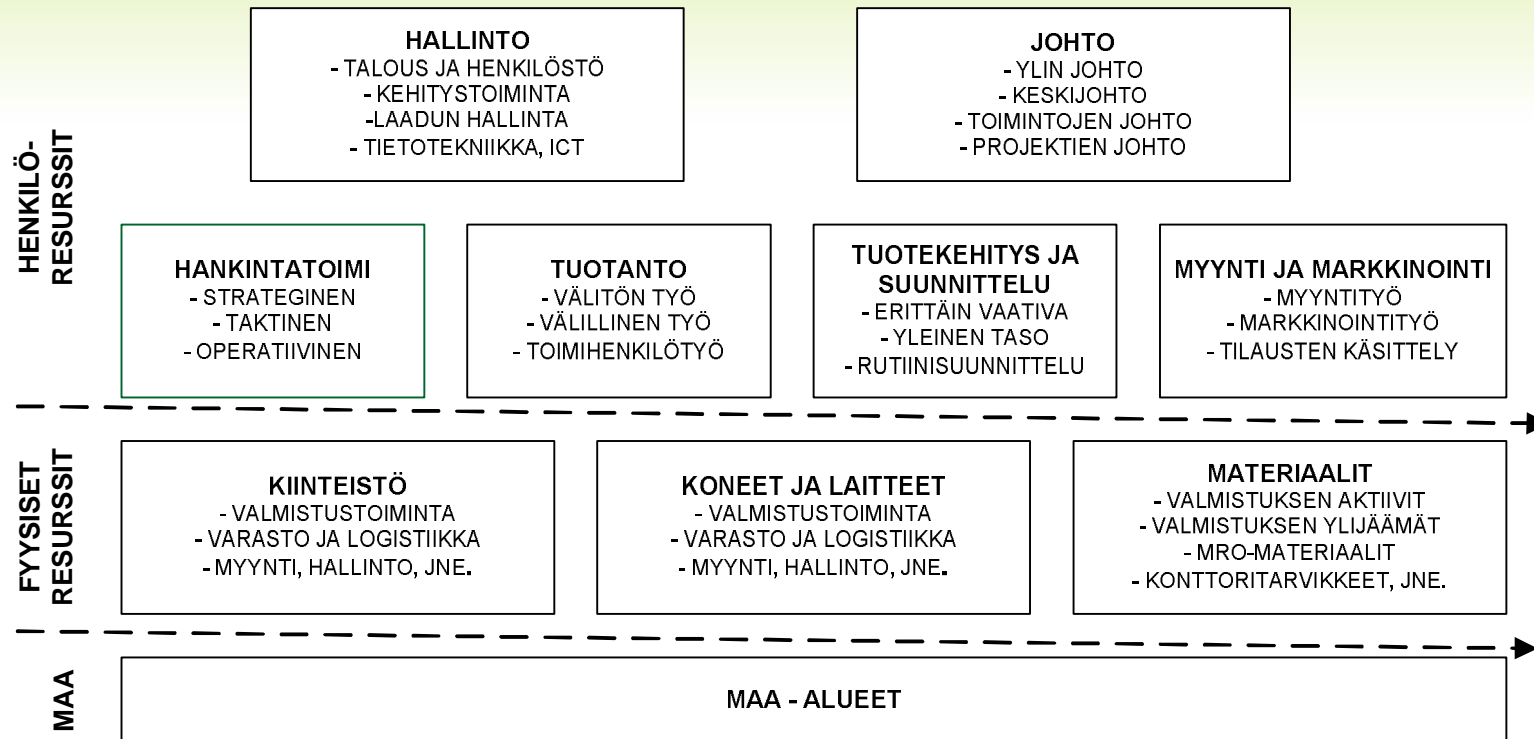 HENKILÖ-
RESURSSIT
HALLINTO
- TALOUS JA HENKILÖSTÖ
- KEHITYSTOIMINTA
-LAADUN HALLINTA
- TIETOTEKNIIKKA, ICT
JOHTO
- YLIN JOHTO
- KESKIJOHTO
- TOIMINTOJEN JOHTO
- PROJEKTIEN JOHTO
HANKINTATOIMI
- STRATEGINEN
- TAKTINEN
- OPERATIIVINEN
TUOTANTO
- VÄLITÖN TYÖ
- VÄLILLINEN TYÖ
- TOIMIHENKILÖTYÖ
TUOTEKEHITYS JA
SUUNNITTELU
- ERITTÄIN VAATIVA
- YLEINEN TASO
- RUTIINISUUNNITTELU
MYYNTI JA MARKKINOINTI
- MYYNTITYÖ
- MARKKINOINTITYÖ
- TILAUSTEN KÄSITTELY
FYYSISET
RESURSSIT
KIINTEISTÖ
- VALMISTUSTOIMINTA
- VARASTO JA LOGISTIIKKA
- MYYNTI, HALLINTO, JNE.
KONEET JA LAITTEET
- VALMISTUSTOIMINTA
- VARASTO JA LOGISTIIKKA
- MYYNTI, HALLINTO, JNE.
MATERIAALIT
- VALMISTUKSEN AKTIIVIT
- VALMISTUKSEN YLIJÄÄMÄT
- MRO-MATERIAALIT
- KONTTORITARVIKKEET, JNE.
MAA
MAA - ALUEET